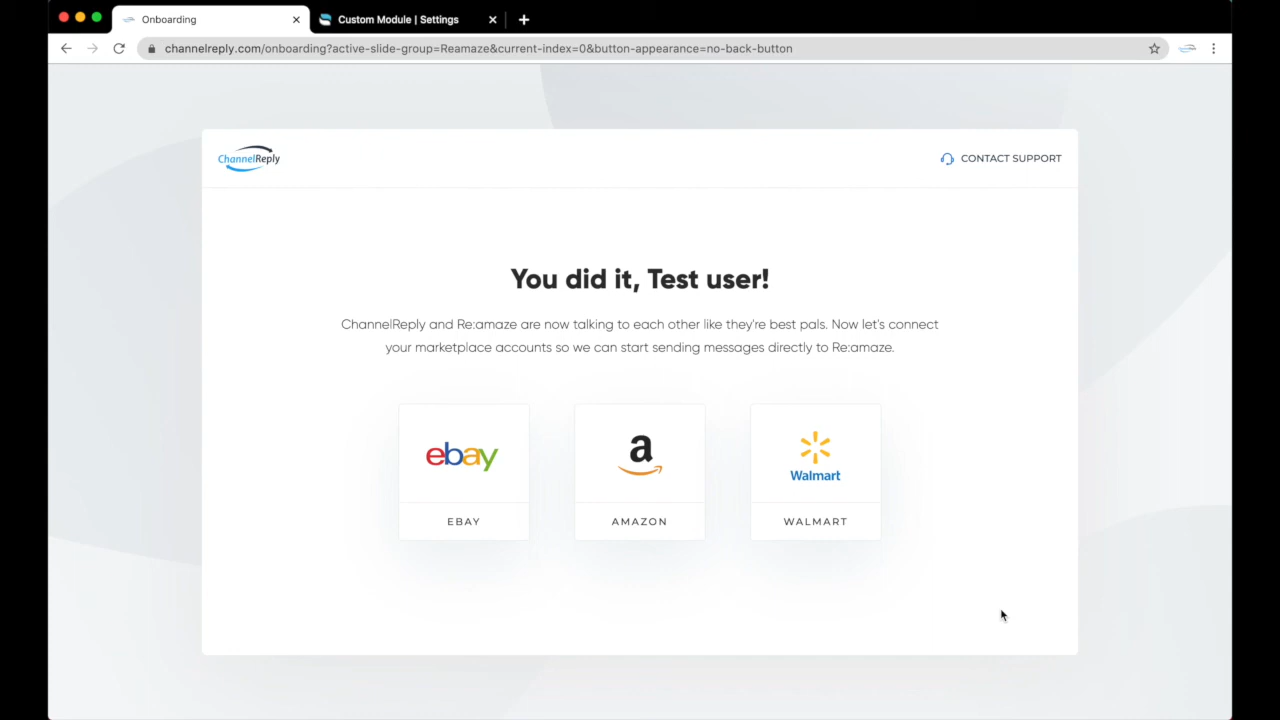 Onboarding
Custom Module | Settings
channelreply.com/onboarding?active-slide-group=Reamaze&current-index=0&button-appearance=no-back-button
ChannelReply
CONTACT SUPPORT
You did it, Test user!
ChannelReply and Re:amaze are now talking to each other like they're best pals. Now let's connect
your marketplace accounts so we can start sending messages directly to Re:amaze.
ebay
a
Walmart
EBAY
AMAZON
WALMART